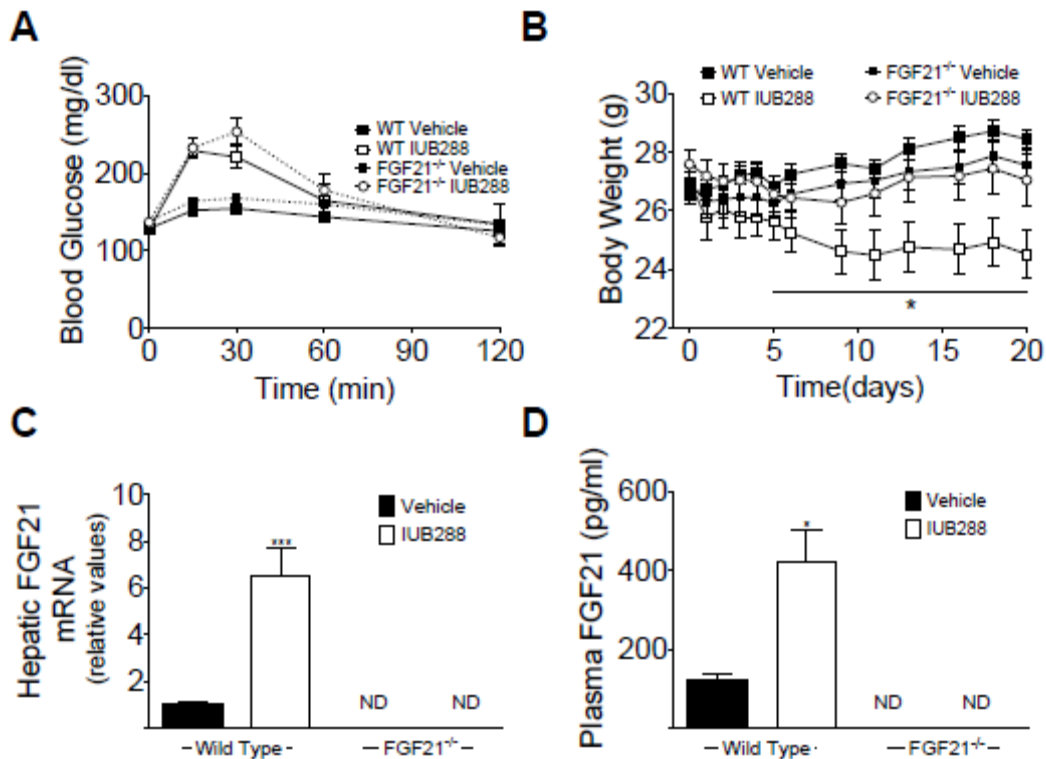 A
Blood Glucose (mg/dl)
300
200
100
0
WT Vehicle
WT IUB288
FGF21-/- Vehicle
FGF21-/- IUB288
0 30 60 90 120
Time (min)
B
WT Vehicle FGF21-/- Vehicle
WT IUB288 FGF21-/- IUB288
Body Weight (g)
30
28
26
24
22
*
0 5 10 15 20
Time(days)
C
Hepatic FGF21
mRNA
(relative values)
10
8
6
4
2
Vehicle
IUB288
***
ND ND
Wild Type FGF21-/-
D
Plasma FGF21 (pg/ml)
600
400
200
Vehicle
IUB288
*
ND ND
Wild Type FGF21-/-